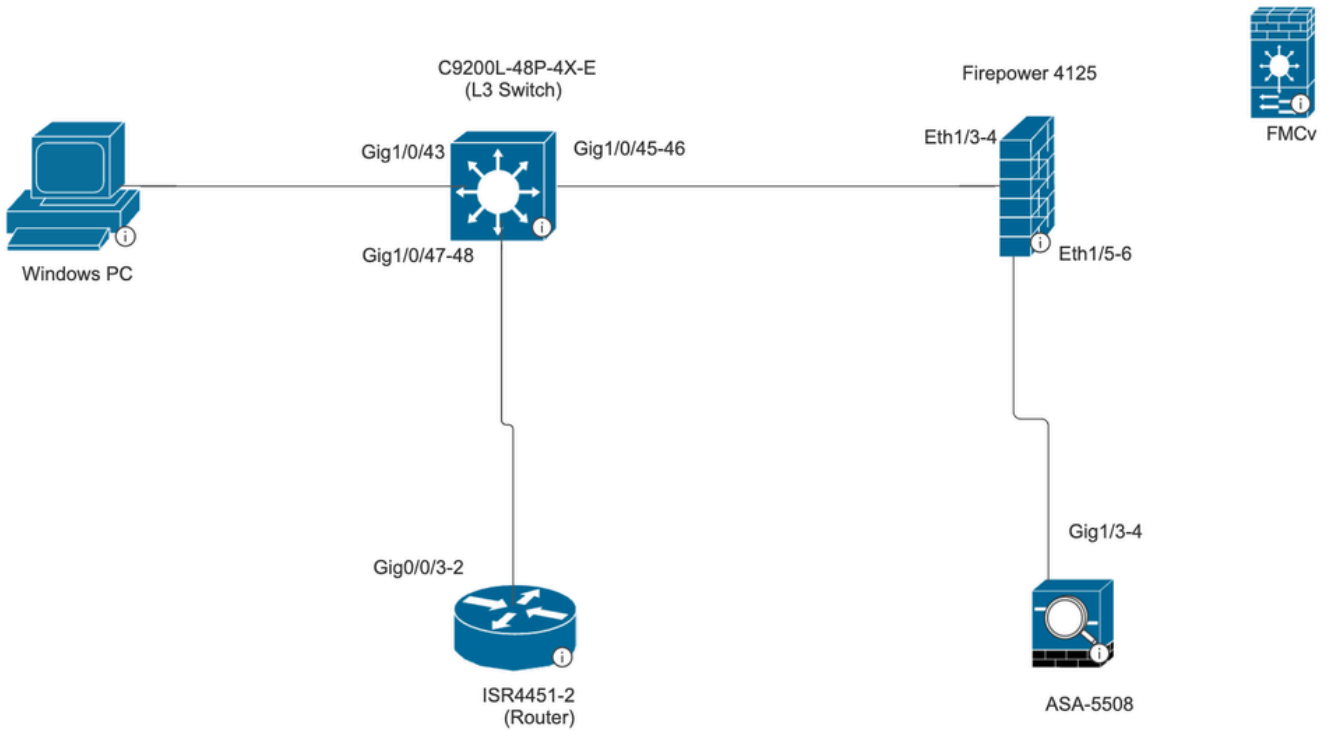 C9200L-48P-4X-E
(L3 Switch)
Firepower 4125
FMCv
Gig1/0/43
Gig1/0/45-46
Eth1/3-4
Windows PC
Gig1/0/47-48
Eth1/5-6
Gig1/3-4
Gig0/0/3-2
ISR4451-2
(Router)
ASA-5508